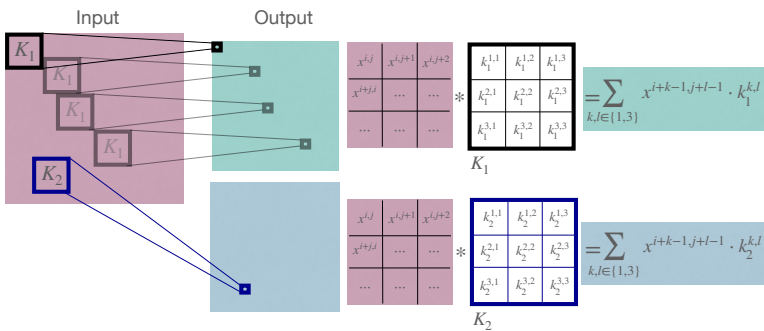 Input
Output
K₁
K₁
K₁
K₁
K₂
x^{i,j} x^{i,j+1} x^{i,j+2}
x^{i+j,i} ... ...
... ... ...
*
k₁^{1,1} k₁^{1,2} k₁^{1,3}
k₁^{2,1} k₁^{2,2} k₁^{2,3}
k₁^{3,1} k₁^{3,2} k₁^{3,3}
K₁
=∑_{k,l∈{1,3}} x^{i+k−1,j+l−1} · k₁^{k,l}
x^{i,j} x^{i,j+1} x^{i,j+2}
x^{i+j,i} ... ...
... ... ...
*
k₂^{1,1} k₂^{1,2} k₂^{1,3}
k₂^{2,1} k₂^{2,2} k₂^{2,3}
k₂^{3,1} k₂^{3,2} k₂^{3,3}
K₂
=∑_{k,l∈{1,3}} x^{i+k−1,j+l−1} · k₂^{k,l}